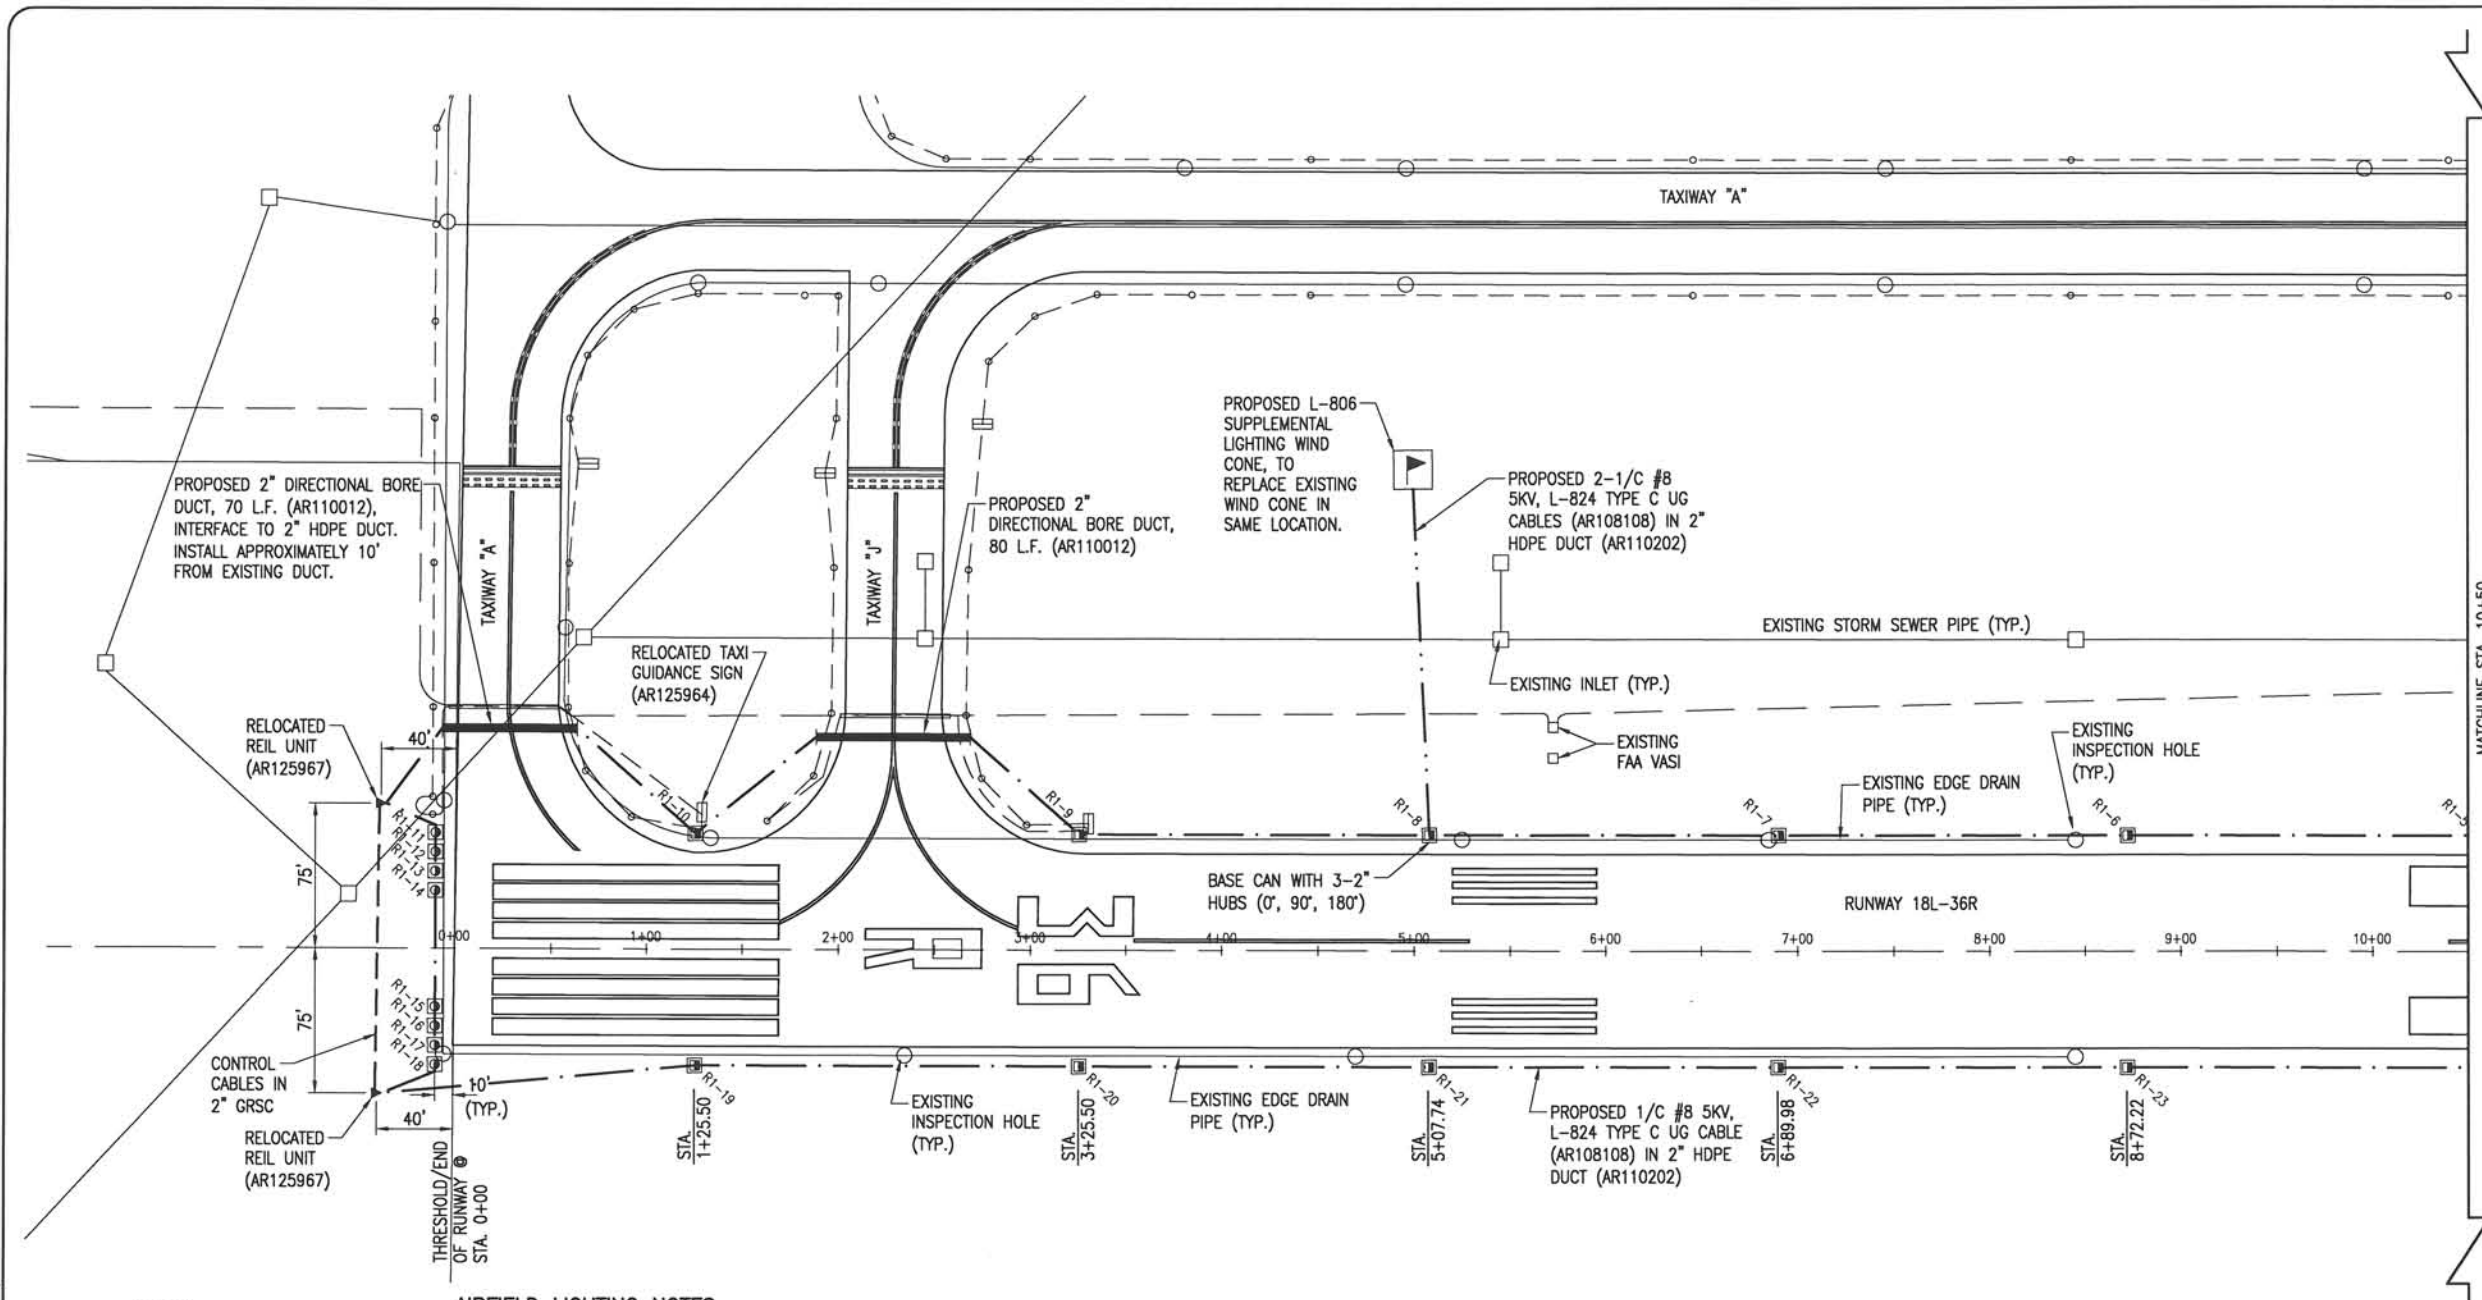 TAXIWAY "A"
PROPOSED L-806
SUPPLEMENTAL
LIGHTING WIND
CONE, TO
REPLACE EXISTING
WIND CONE IN
SAME LOCATION.
PROPOSED 2-1/C #8
5KV, L-824 TYPE C UG
CABLES (AR108108) IN 2"
HDPE DUCT (AR110202)
PROPOSED 2" DIRECTIONAL BORE
DUCT, 70 L.F. (AR110012),
INTERFACE TO 2" HDPE DUCT.
INSTALL APPROXIMATELY 10'
FROM EXISTING DUCT.
TAXIWAY "A"
TAXIWAY "J"
PROPOSED 2"
DIRECTIONAL BORE DUCT,
80 L.F. (AR110012)
EXISTING STORM SEWER PIPE (TYP.)
RELOCATED TAXI
GUIDANCE SIGN
(AR125964)
EXISTING INLET (TYP.)
RELOCATED
REIL UNIT
(AR125967)
40'
EXISTING
FAA VASI
EXISTING
INSPECTION HOLE
(TYP.)
EXISTING EDGE DRAIN
PIPE (TYP.)
R1-10
R1-9
R1-8
R1-7
R1-6
R1-5
R1-11
R1-12
R1-13
R1-14
75'
BASE CAN WITH 3-2"
HUBS (0°, 90°, 180°)
RUNWAY 18L-36R
36
R
0+00
1+00
2+00
3+00
4+00
5+00
6+00
7+00
8+00
9+00
10+00
75'
R1-15
R1-16
R1-17
R1-18
CONTROL
CABLES IN
2" GRSC
10'
(TYP.)
40'
RELOCATED
REIL UNIT
(AR125967)
THRESHOLD/END
OF RUNWAY @
STA. 0+00
R1-19
STA.
1+25.50
EXISTING
INSPECTION HOLE
(TYP.)
R1-20
STA.
3+25.50
EXISTING EDGE DRAIN
PIPE (TYP.)
R1-21
STA.
5+07.74
PROPOSED 1/C #8 5KV,
L-824 TYPE C UG CABLE
(AR108108) IN 2" HDPE
DUCT (AR110202)
R1-22
STA.
6+89.98
R1-23
STA.
8+72.22
MATCHLINE STA. 10+50
AIRFIELD LIGHTING NOTES